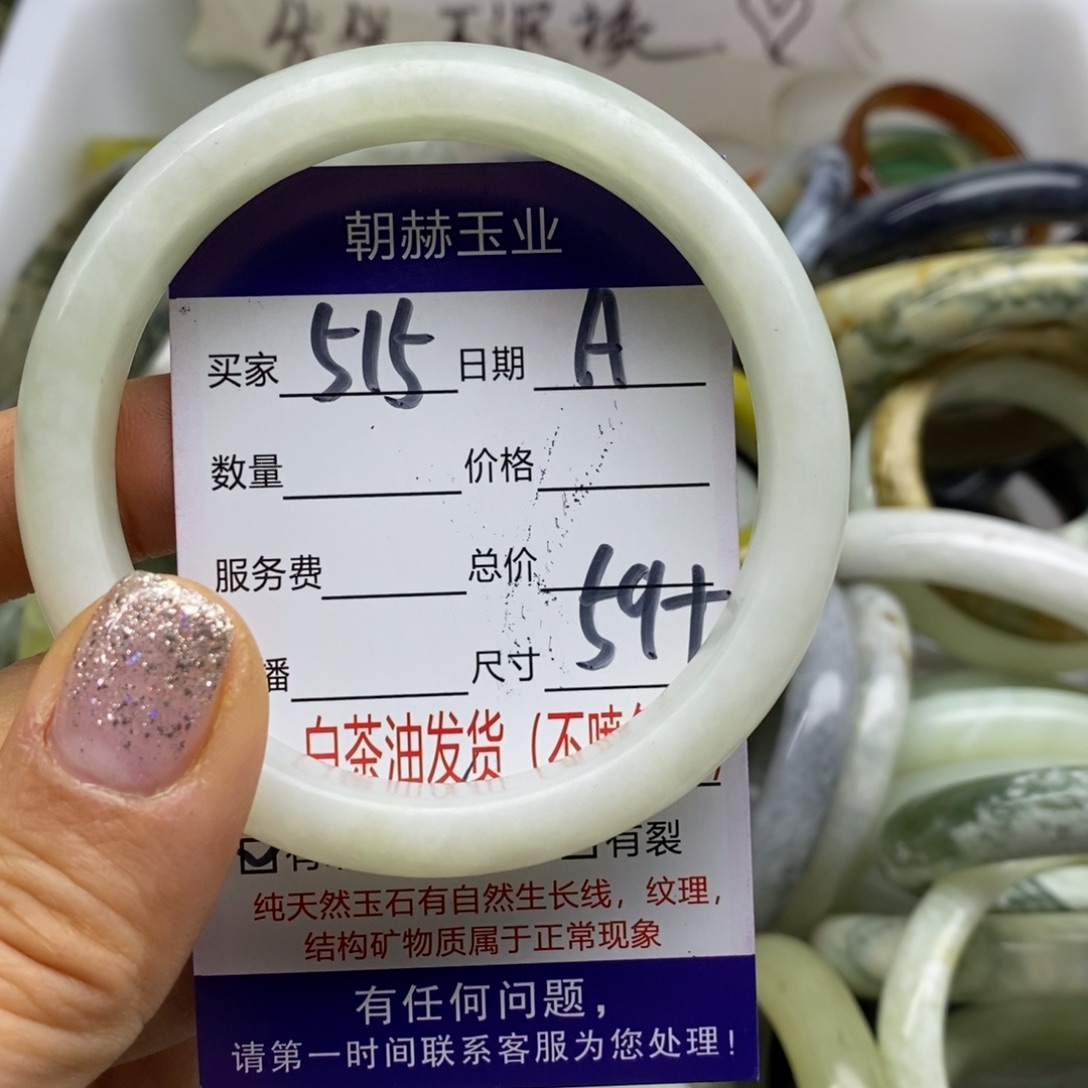 朝赫玉业
买家 515 日期 A
数量 价格
服务费 总价
播 尺寸 59+
白茶油发货（不喷
有裂
纯天然玉石有自然生长线，纹理，
结构矿物质属于正常现象
有任何问题，
请第一时间联系客服为您处理！